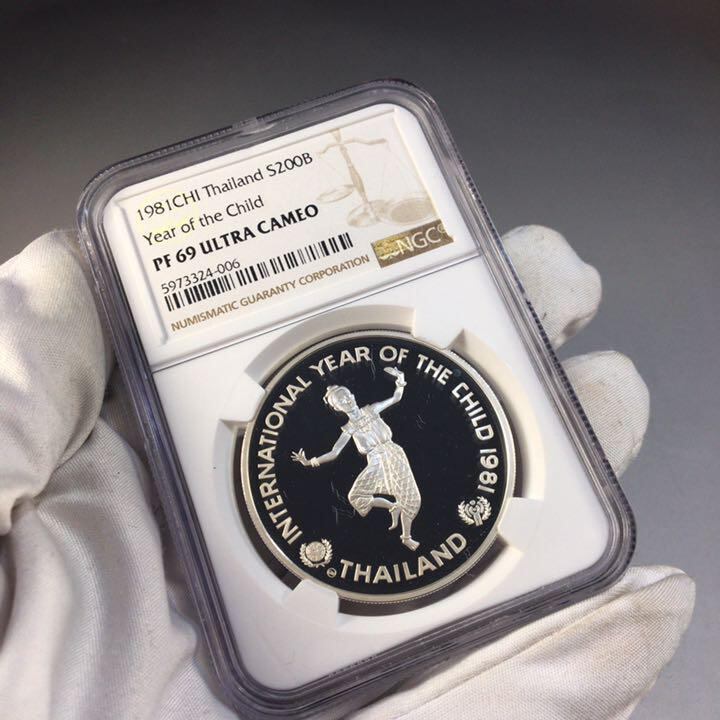 1981CHI Thailand S200B
Year of the Child
PF 69 ULTRA CAMEO
5973324-006
NGC
NUMISMATIC GUARANTY CORPORATION
INTERNATIONAL YEAR OF THE CHILD 1981
THAILAND